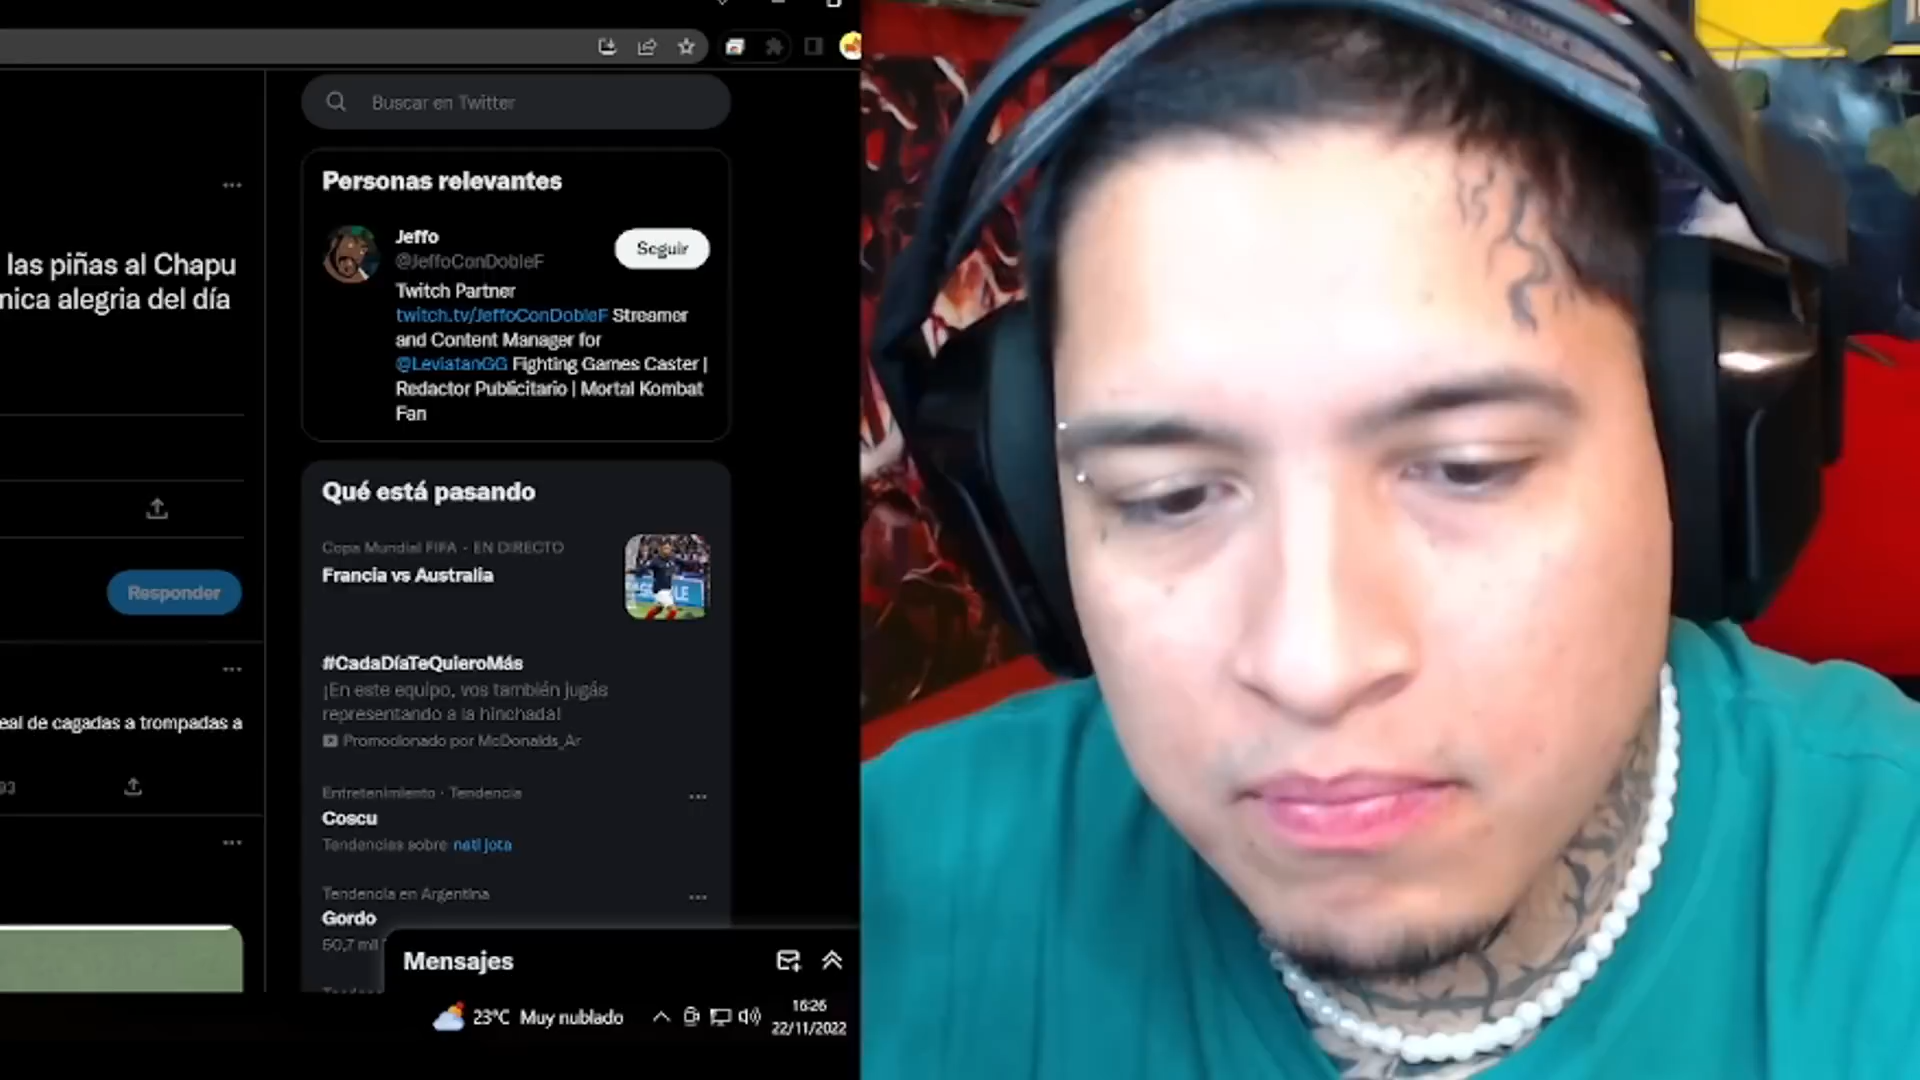 Buscar en Twitter
las piñas al Chapu
nica alegria del día
Personas relevantes
Jeffo
@JeffoConDobleF
Seguir
Twitch Partner
twitch.tv/JeffoConDobleF Streamer
and Content Manager for
@LeviatanGG Fighting Games Caster |
Redactor Publicitario | Mortal Kombat
Fan
Qué está pasando
Copa Mundial FIFA · EN DIRECTO
Francia vs Australia
Responder
#CadaDíaTeQuieroMás
¡En este equipo, vos también jugás
representando a la hinchada!
Promocionado por McDonalds_Ar
eal de cagadas a trompadas a
93
Entretenimiento · Tendencia
Coscu
Tendencias sobre nati jota
Tendencia en Argentina
Gordo
50,7 mil
Mensajes
23°C Muy nublado
16:26
22/11/2022